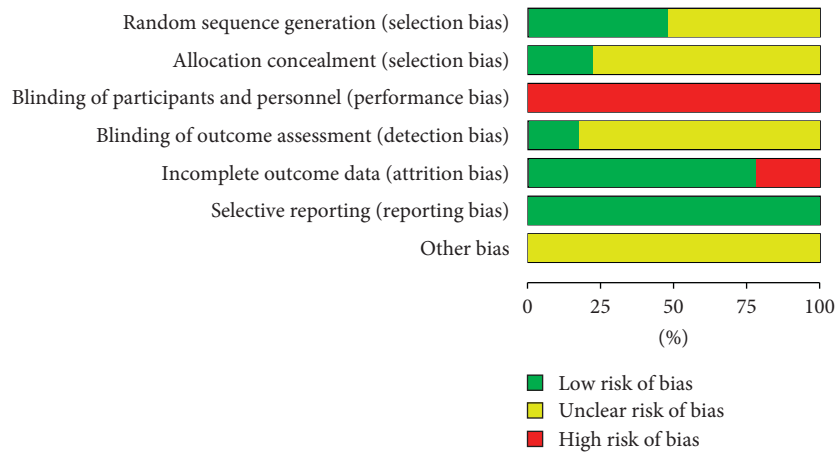 Random sequence generation (selection bias)
Allocation concealment (selection bias)
Blinding of participants and personnel (performance bias)
Blinding of outcome assessment (detection bias)
Incomplete outcome data (attrition bias)
Selective reporting (reporting bias)
Other bias
0 25 50 75 100
(%)
Low risk of bias
Unclear risk of bias
High risk of bias